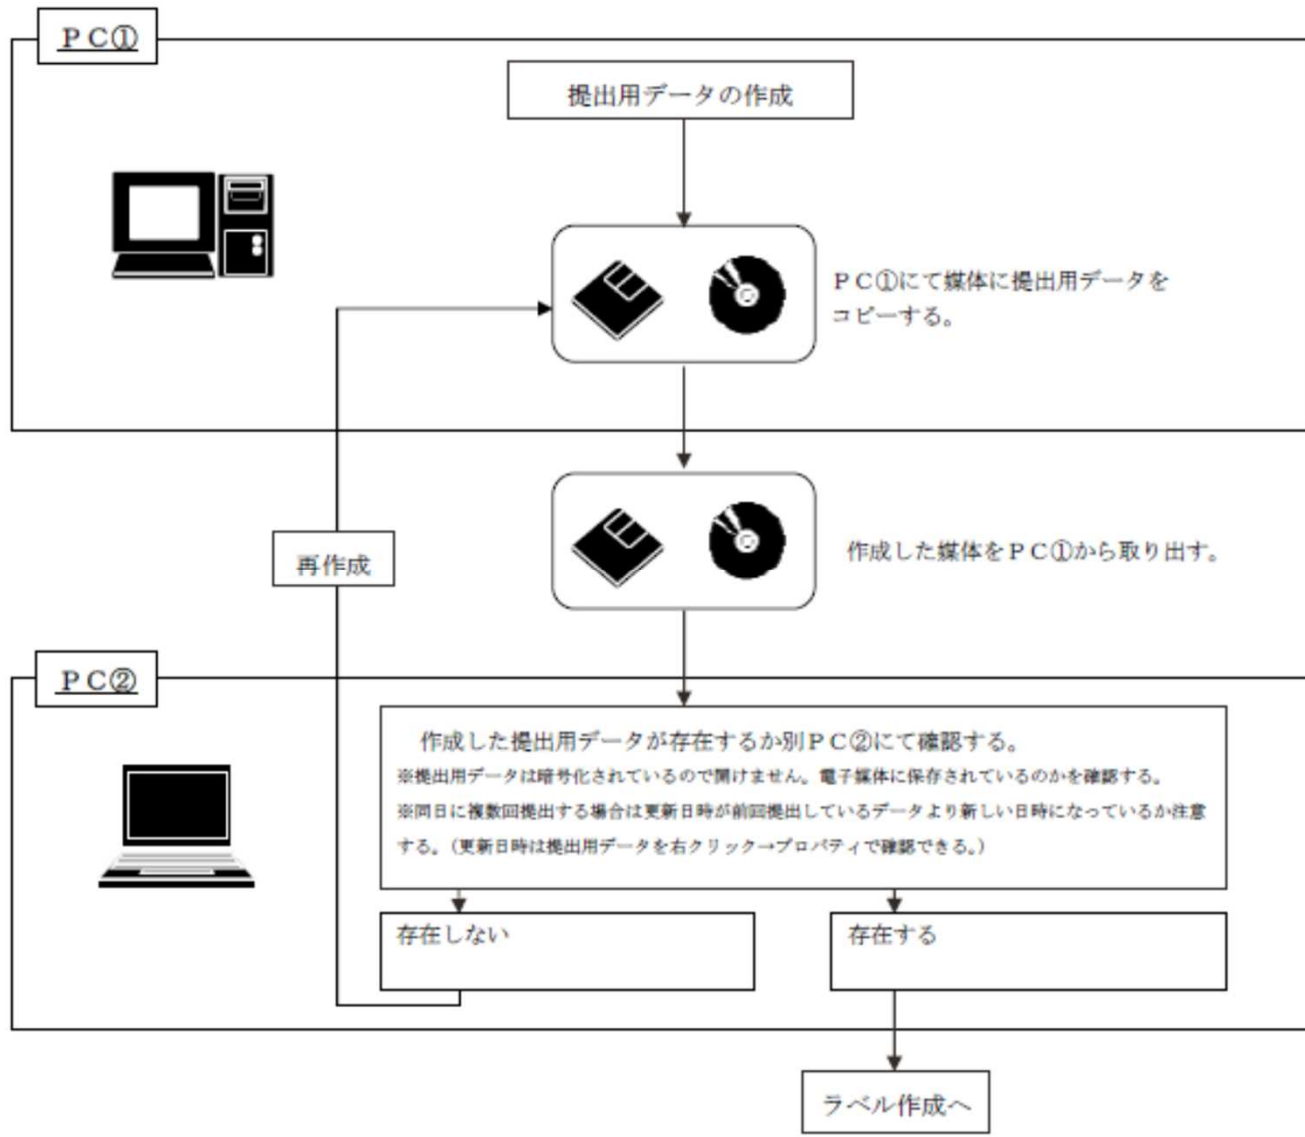 ＰＣ①
提出用データの作成
ＰＣ①にて媒体に提出用データを
コピーする。
再作成
作成した媒体をＰＣ①から取り出す。
ＰＣ②
作成した提出用データが存在するか別ＰＣ②にて確認する。
※提出用データは暗号化されているので開けません。電子媒体に保存されているのかを確認する。
※同日に複数回提出する場合は更新日時が前回提出しているデータより新しい日時になっているか注意
する。（更新日時は提出用データを右クリック→プロパティで確認できる。）
存在しない
存在する
ラベル作成へ